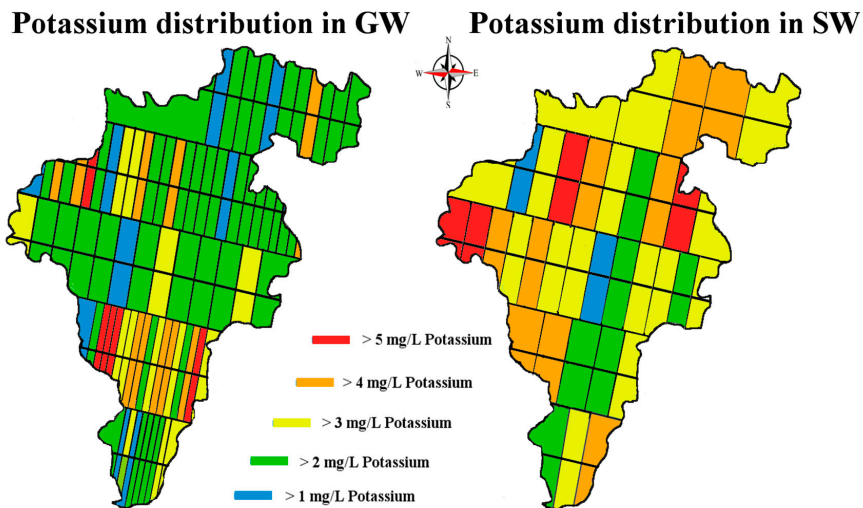 Potassium distribution in GW
Potassium distribution in SW
N
W
E
S
> 5 mg/L Potassium
> 4 mg/L Potassium
> 3 mg/L Potassium
> 2 mg/L Potassium
> 1 mg/L Potassium